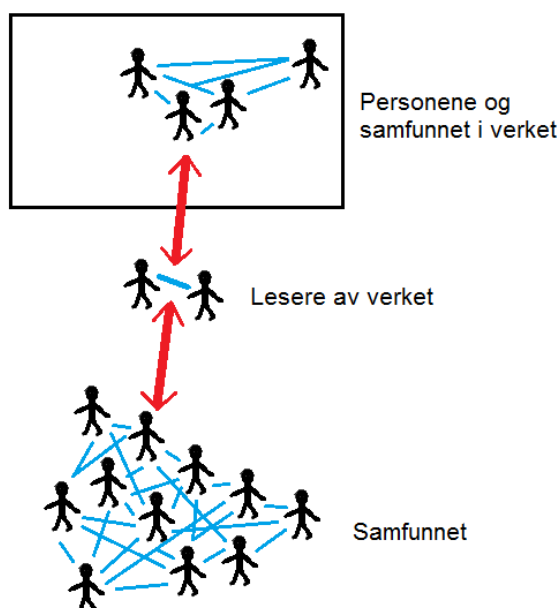 Personene og
samfunnet i verket
Lesere av verket
Samfunnet